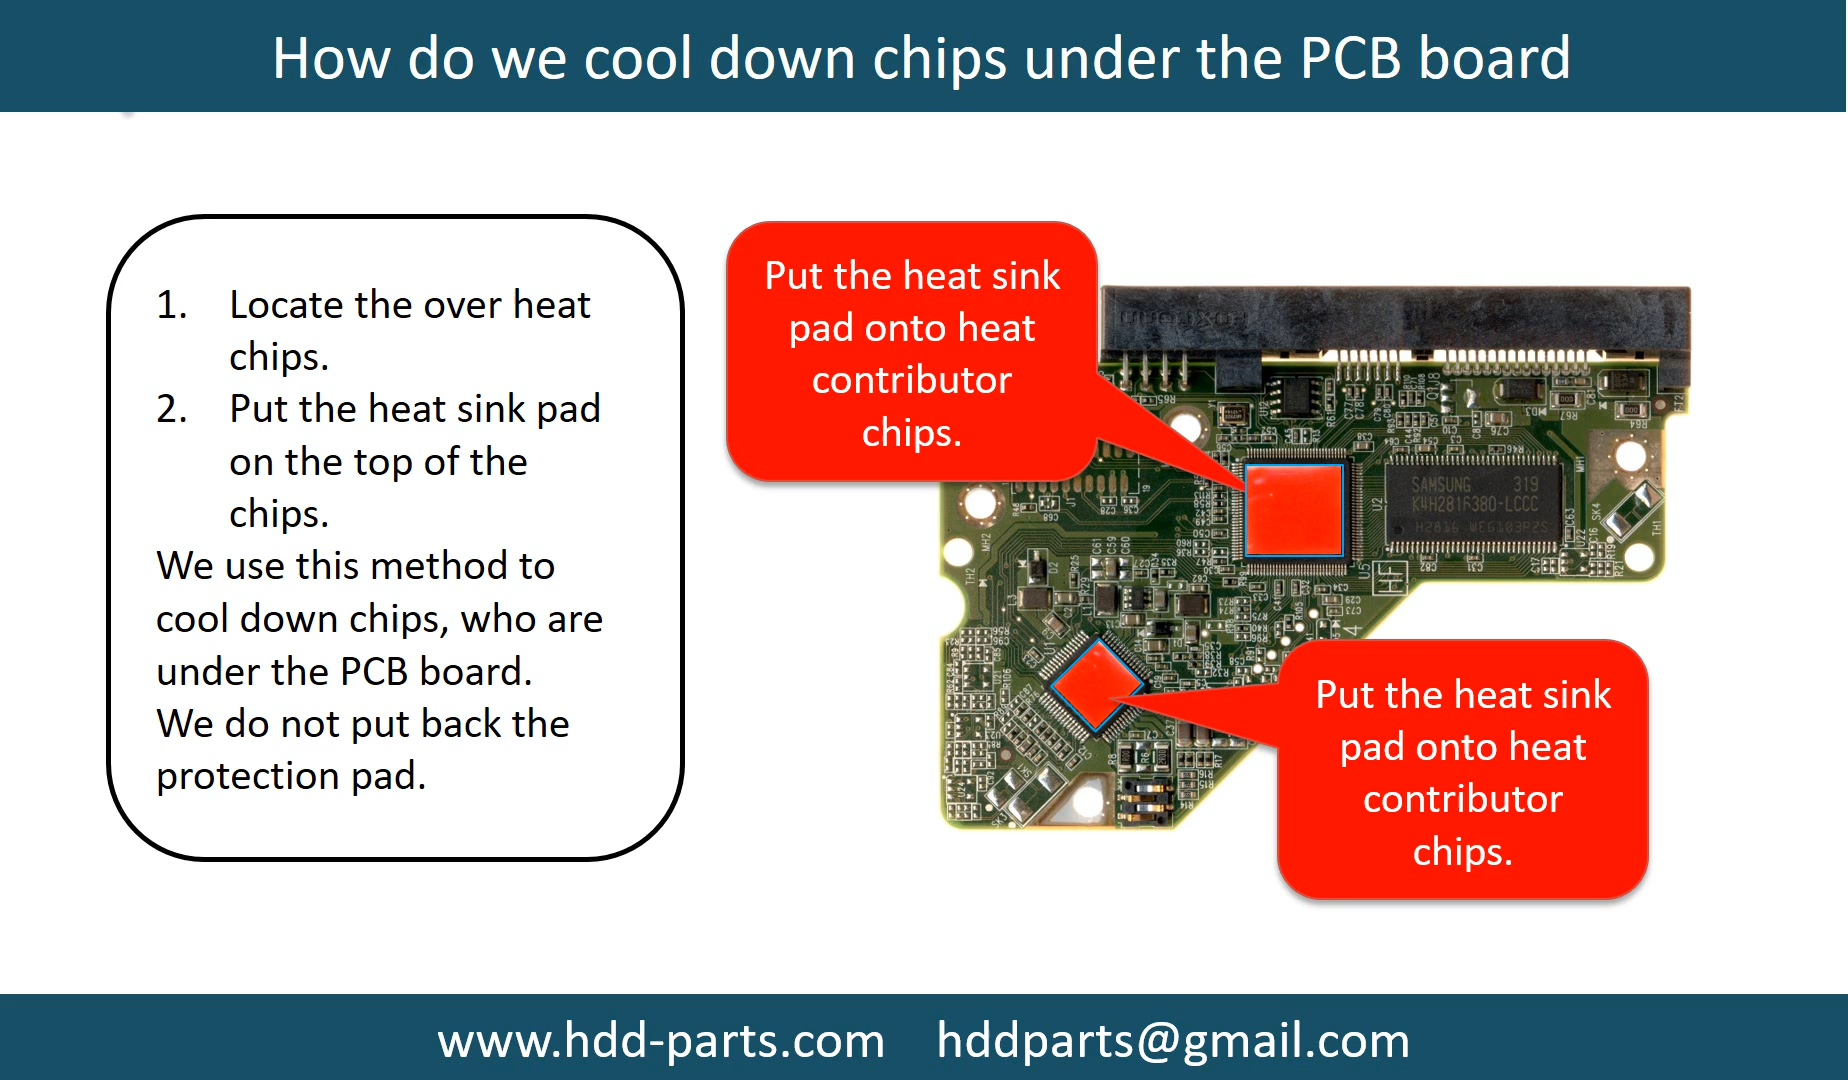 How do we cool down chips under the PCB board
1. Locate the over heat
chips.
2. Put the heat sink pad
on the top of the
chips.
We use this method to
cool down chips, who are
under the PCB board.
We do not put back the
protection pad.
Put the heat sink
pad onto heat
contributor
chips.
SAMSUNG 319
K4H281638O-LCCC
Put the heat sink
pad onto heat
contributor
chips.
www.hdd-parts.com hddparts@gmail.com